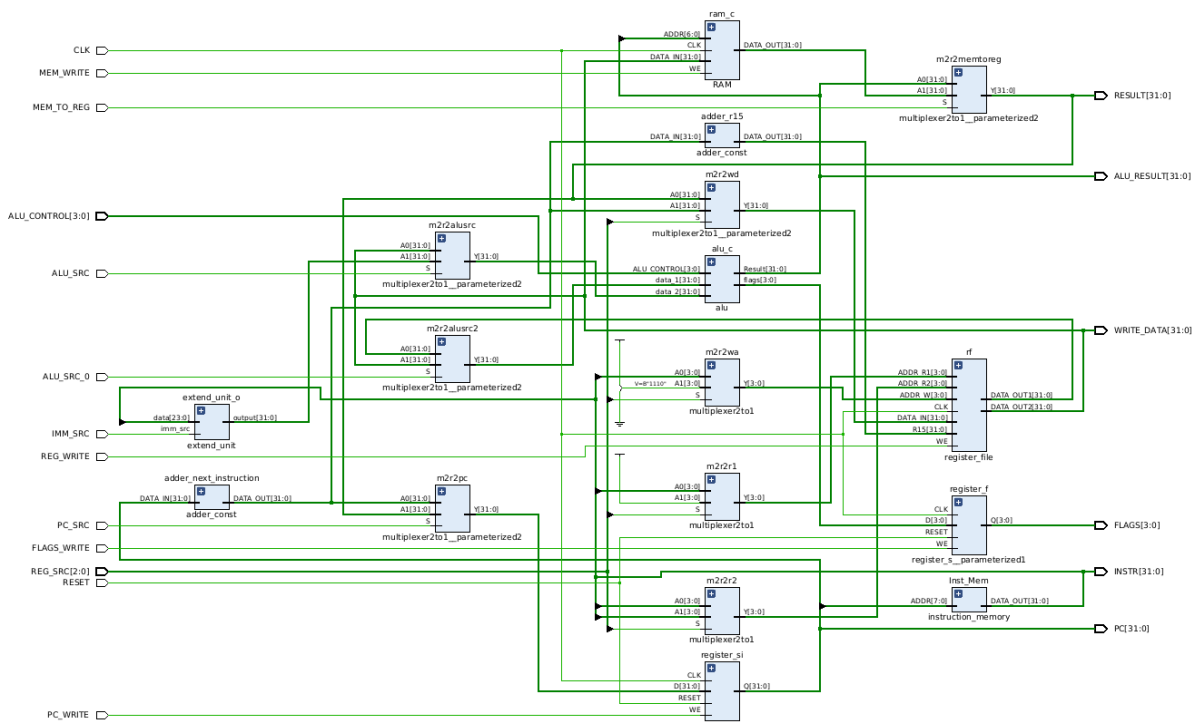 ram_c
ADDR[6:0]
CLK
DATA_IN[31:0]
WE
DATA_OUT[31:0]
RAM
CLK
MEM_WRITE
MEM_TO_REG
m2r2memtoreg
A0[31:0]
A1[31:0]
S
Y[31:0]
multiplexer2to1__parameterized2
RESULT[31:0]
adder_r15
DATA_IN[31:0]
DATA_OUT[31:0]
adder_const
ALU_RESULT[31:0]
m2r2wd
A0[31:0]
A1[31:0]
S
Y[31:0]
multiplexer2to1__parameterized2
ALU_CONTROL[3:0]
m2r2alusrc
A0[31:0]
A1[31:0]
S
Y[31:0]
multiplexer2to1__parameterized2
ALU_SRC
alu_c
ALU_CONTROL[3:0]
data_1[31:0]
data_2[31:0]
Result[31:0]
flags[3:0]
alu
WRITE_DATA[31:0]
m2r2alusrc2
A0[31:0]
A1[31:0]
S
Y[31:0]
multiplexer2to1__parameterized2
ALU_SRC_0
m2r2wa
A0[3:0]
V=B"1110"
A1[3:0]
S
Y[3:0]
multiplexer2to1
rf
ADDR_R1[3:0]
ADDR_R2[3:0]
ADDR_W[3:0]
CLK
DATA_IN[31:0]
R15[31:0]
WE
DATA_OUT1[31:0]
DATA_OUT2[31:0]
register_file
extend_unit_o
data[23:0]
imm_src
output[31:0]
extend_unit
IMM_SRC
REG_WRITE
adder_next_instruction
DATA_IN[31:0]
DATA_OUT[31:0]
adder_const
m2r2pc
A0[31:0]
A1[31:0]
S
Y[31:0]
multiplexer2to1__parameterized2
m2r2r1
A0[3:0]
A1[3:0]
S
Y[3:0]
multiplexer2to1
register_f
CLK
D[3:0]
RESET
WE
Q[3:0]
register_s__parameterized1
PC_SRC
FLAGS[3:0]
FLAGS_WRITE
REG_SRC[2:0]
RESET
INSTR[31:0]
Inst_Mem
ADDR[7:0]
DATA_OUT[31:0]
instruction_memory
m2r2r2
A0[3:0]
A1[3:0]
S
Y[3:0]
multiplexer2to1
PC[31:0]
register_si
CLK
D[31:0]
RESET
WE
Q[31:0]
PC_WRITE